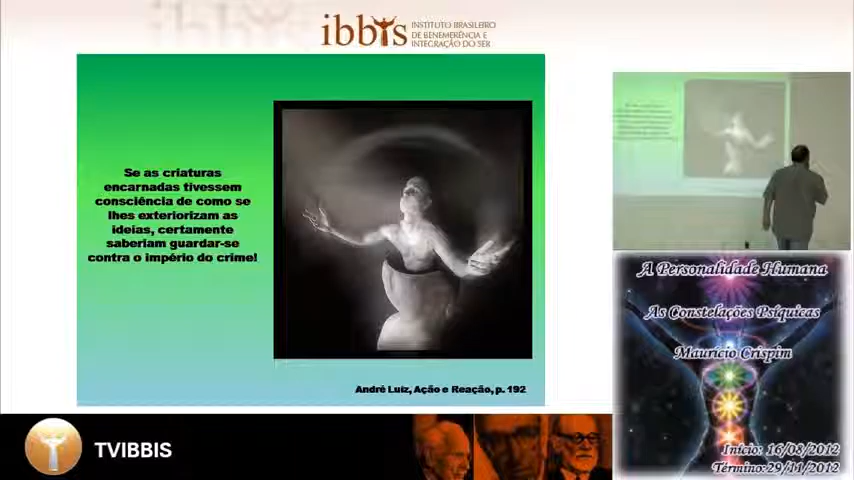 ibbis
INSTITUTO BRASILEIRO
DE BENEMERÊNCIA E
INTEGRAÇÃO DO SER
Se as criaturas
encarnadas tivessem
consciência de como se
lhes exteriorizam as
ideias, certamente
saberiam guardar-se
contra o império do crime!
André Luiz, Ação e Reação, p. 192
A Personalidade Humana
As Constelações Psíquicas
Maurício Crispim
Início: 16/08/2012
Término:29/11/2012
TVIBBIS